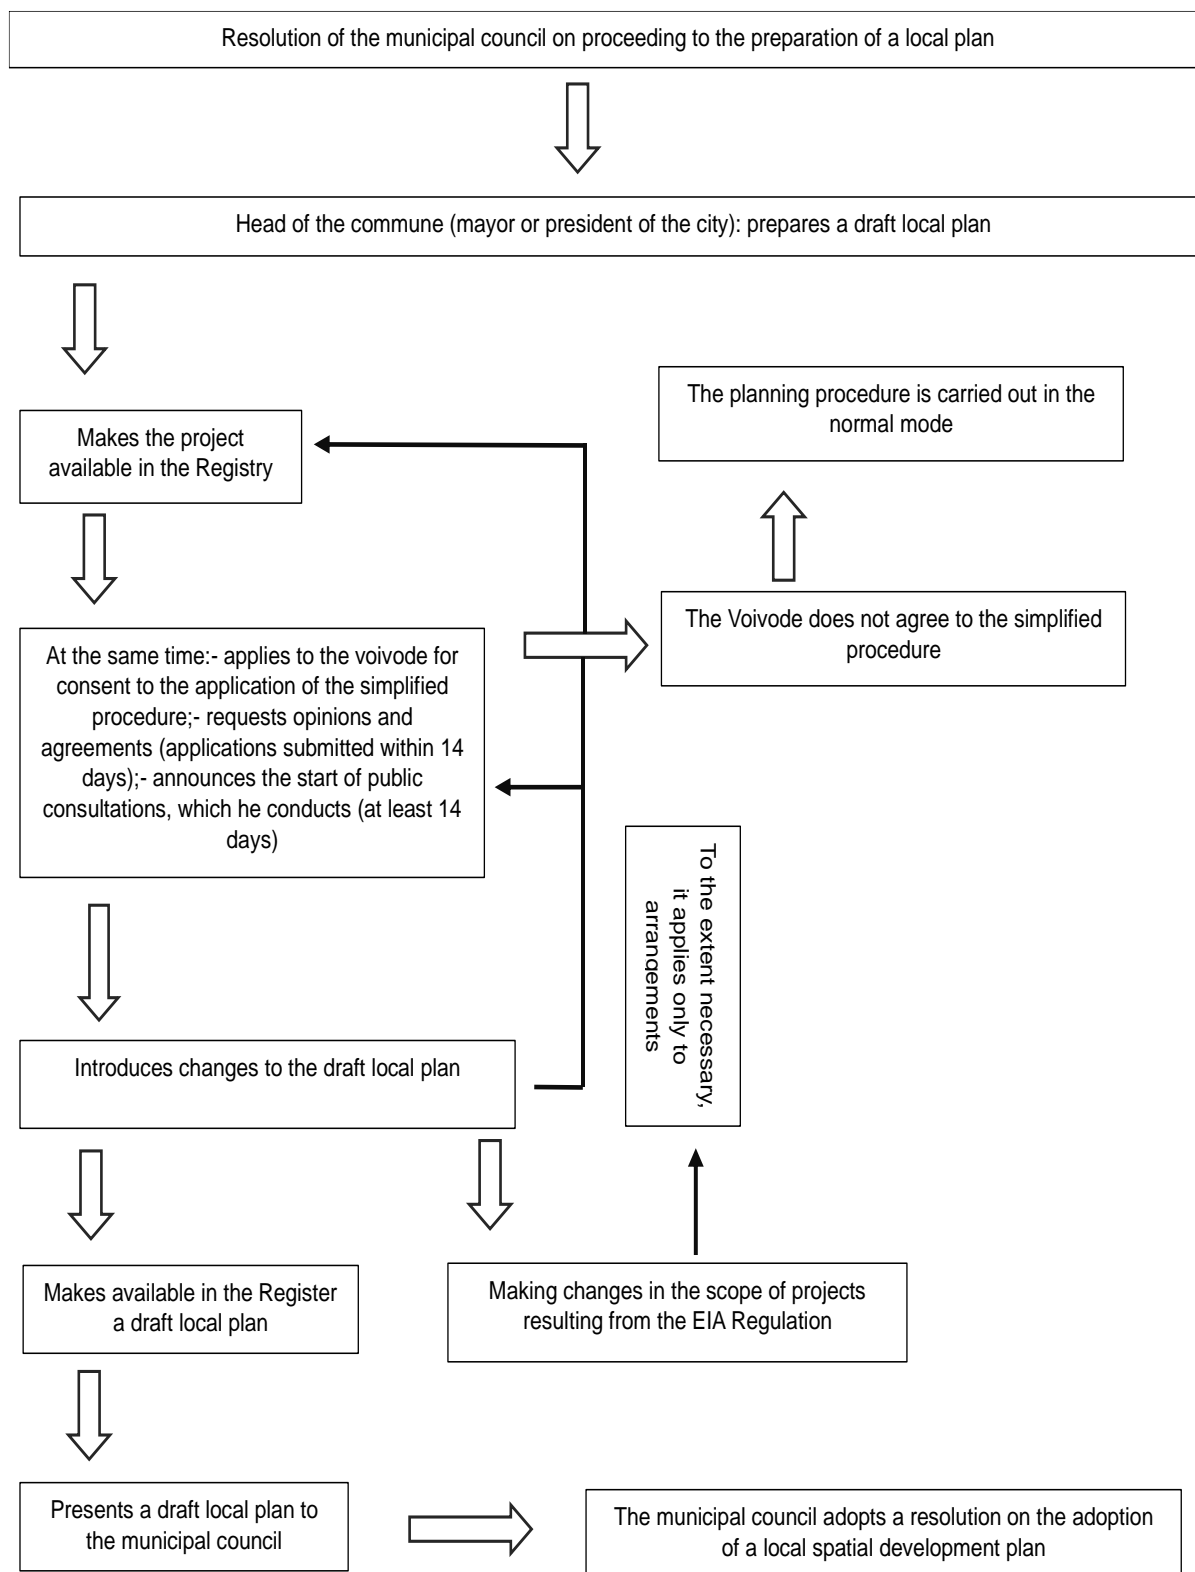 Resolution of the municipal council on proceeding to the preparation of a local plan
Head of the commune (mayor or president of the city): prepares a draft local plan
The planning procedure is carried out in the
normal mode
Makes the project
available in the Registry
The Voivode does not agree to the simplified
procedure
At the same time:- applies to the voivode for
consent to the application of the simplified
procedure;- requests opinions and
agreements (applications submitted within 14
days);- announces the start of public
consultations, which he conducts (at least 14
days)
To the extent necessary,
it applies only to
arrangements
Introduces changes to the draft local plan
Makes available in the Register
a draft local plan
Making changes in the scope of projects
resulting from the EIA Regulation
Presents a draft local plan to
the municipal council
The municipal council adopts a resolution on the adoption
of a local spatial development plan